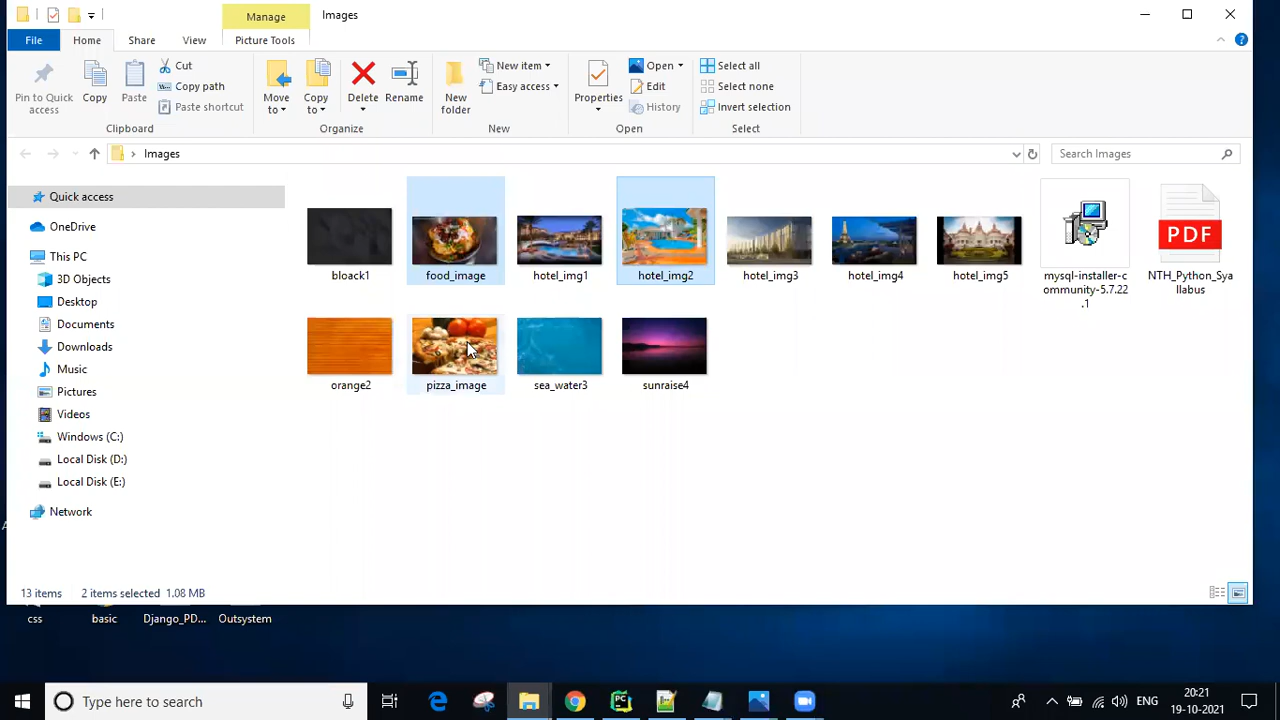 Manage
Images
File
Home
Share
View
Picture Tools
Pin to Quick access
Copy
Paste
Cut
Copy path
Paste shortcut
Clipboard
Move to
Copy to
Delete
Rename
Organize
New folder
New item
Easy access
New
Properties
Open
Edit
History
Open
Select all
Select none
Invert selection
Select
Images
Search Images
Quick access
OneDrive
This PC
3D Objects
Desktop
Documents
Downloads
Music
Pictures
Videos
Windows (C:)
Local Disk (D:)
Local Disk (E:)
Network
bloack1
food_image
hotel_img1
hotel_img2
hotel_img3
hotel_img4
hotel_img5
mysql-installer-c
ommunity-5.7.22
.1
PDF
NTH_Python_Sya
llabus
orange2
pizza_image
sea_water3
sunraise4
13 items
2 items selected 1.08 MB
css
basic
Django_PD...
Outsystem
Type here to search
ENG
20:21
19-10-2021